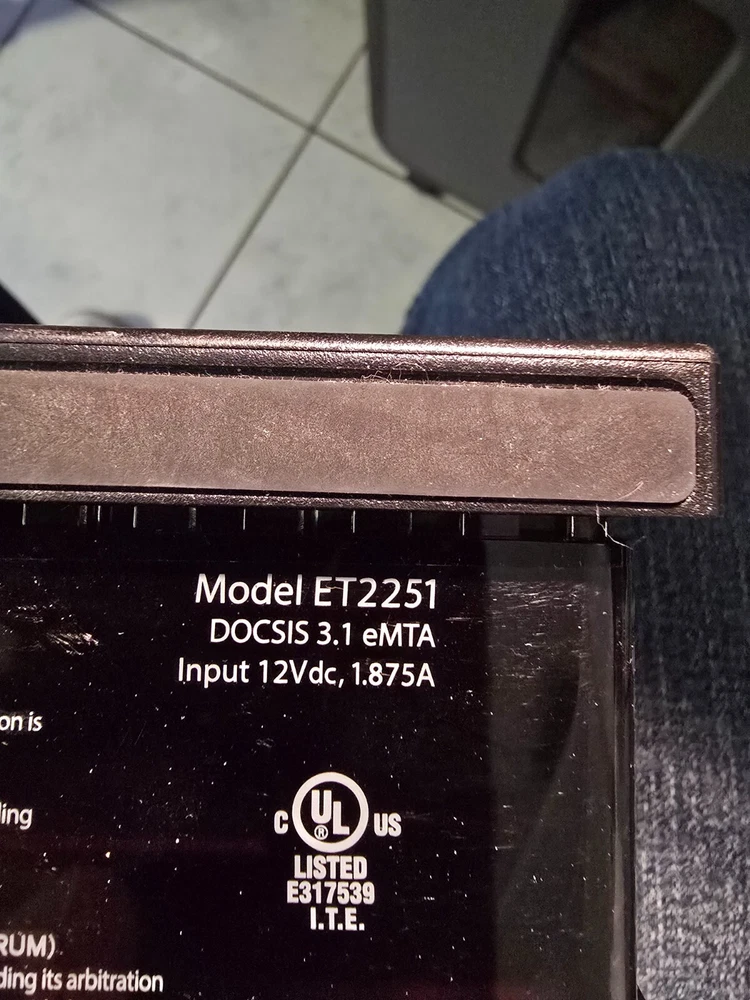 Model ET2251
DOCSIS 3.1 eMTA
Input 12Vdc, 1.875A
on is
ling
C UL ® US
LISTED
E317539
I.T.E.
RUM)
ding its arbitration